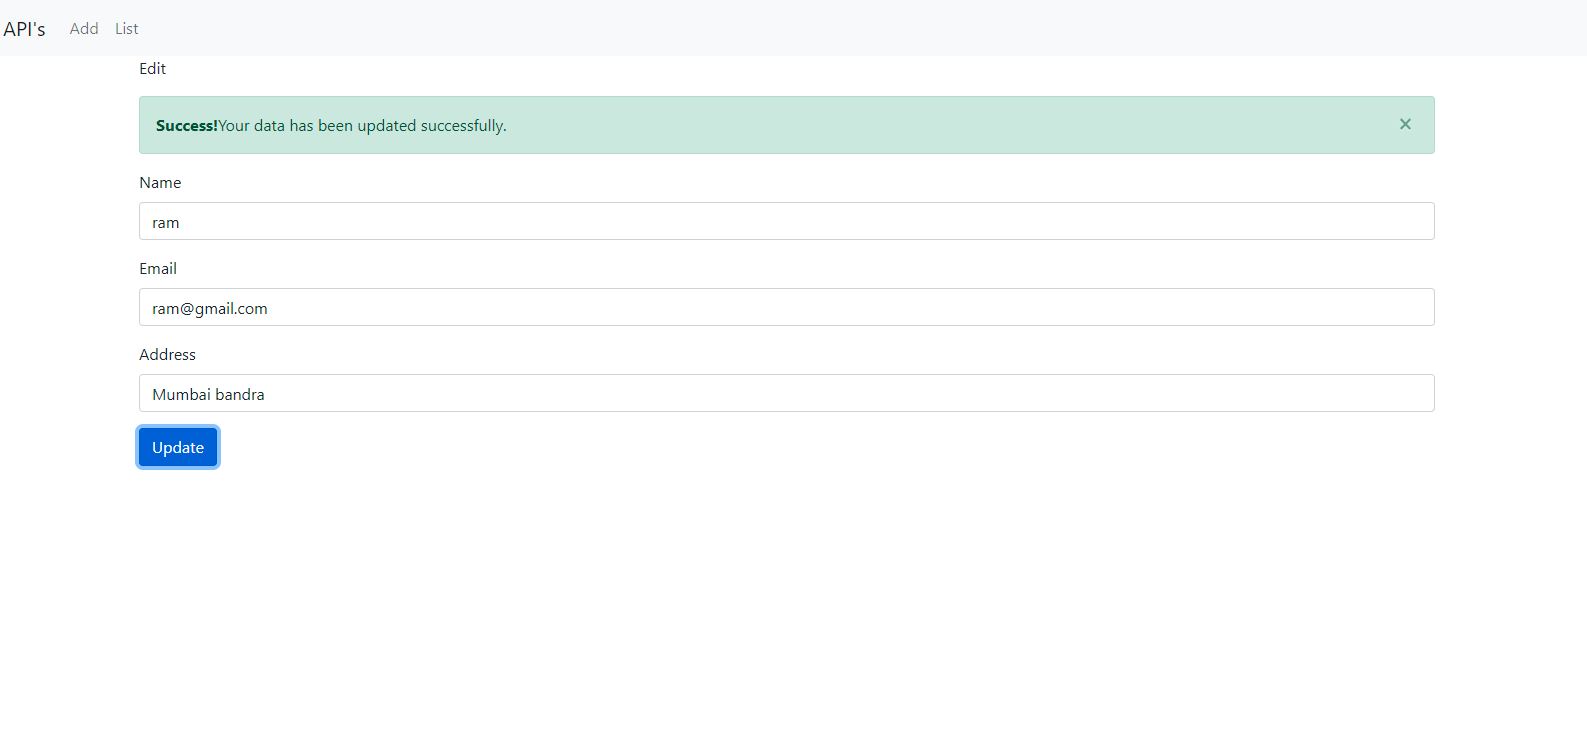 API's Add List
Edit
Success!Your data has been updated successfully. ×
Name
ram
Email
ram@gmail.com
Address
Mumbai bandra
Update